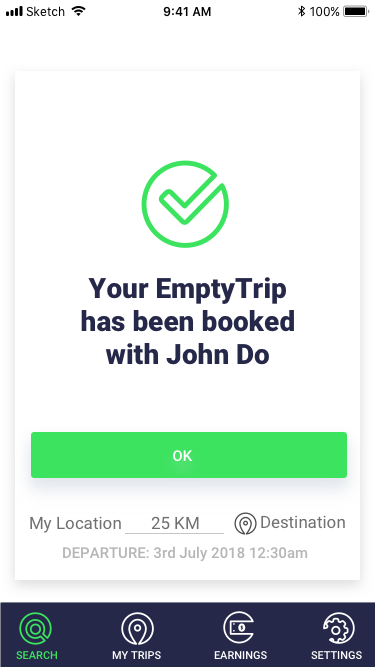 Sketch 9:41 AM 100%
Your EmptyTrip
has been booked
with John Do
OK
My Location 25 KM Destination
DEPARTURE: 3rd July 2018 12:30am
SEARCH MY TRIPS EARNINGS SETTINGS